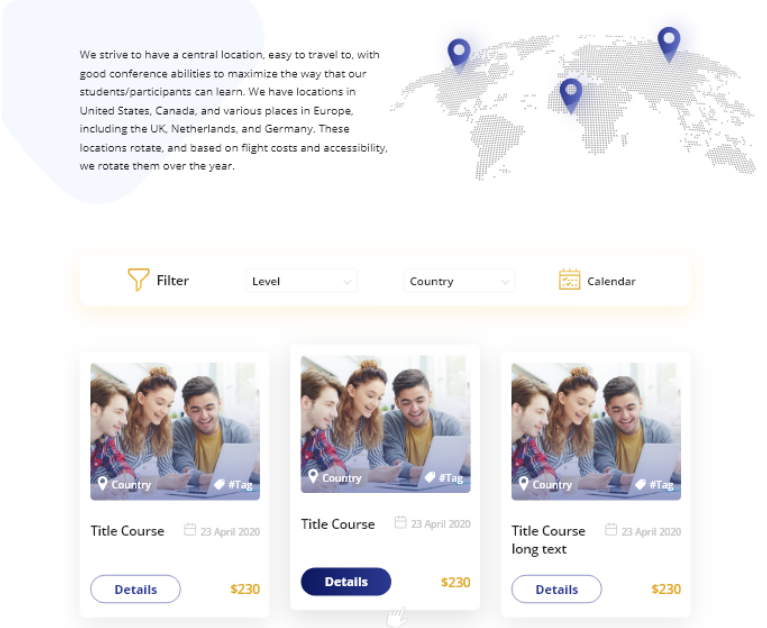 We strive to have a central location, easy to travel to, with
good conference abilities to maximize the way that our
students/participants can learn. We have locations in
United States, Canada, and various places in Europe,
including the UK, Netherlands, and Germany. These
locations rotate, and based on flight costs and accessibility,
we rotate them over the year.
Filter Level Country Calendar
Country #Tag
Title Course 23 April 2020
Details $230
Country #Tag
Title Course 23 April 2020
Details $230
Country #Tag
Title Course 23 April 2020
long text
Details $230